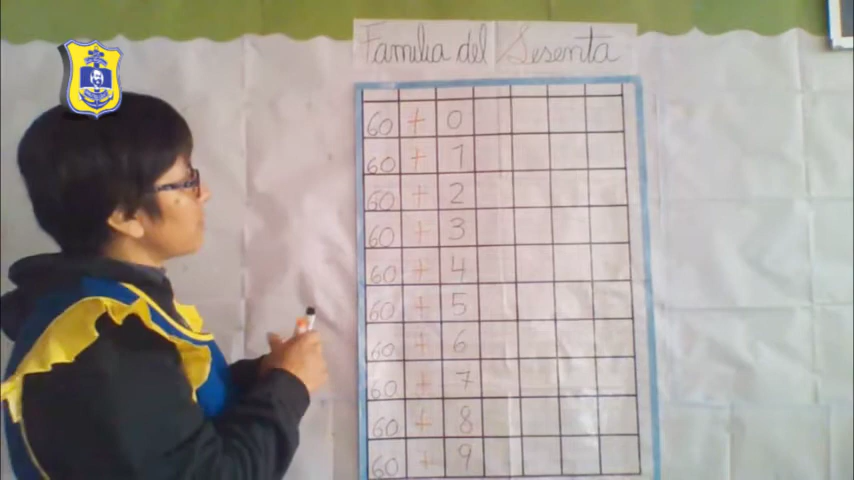 Familia del Sesenta
60 + 0
60 + 1
60 + 2
60 + 3
60 + 4
60 + 5
60 + 6
60 + 7
60 + 8
60 + 9